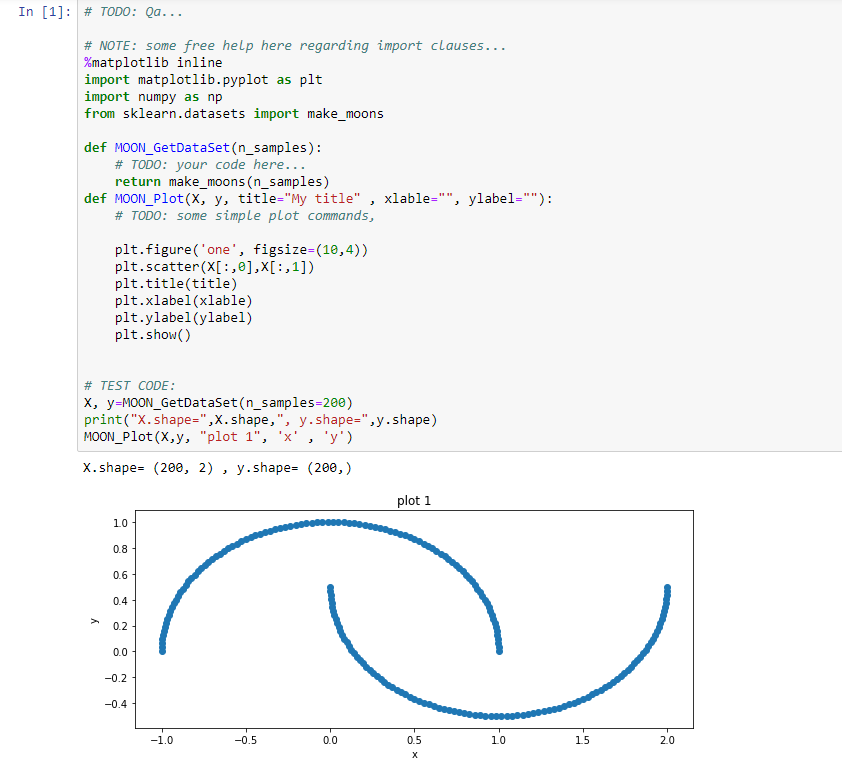 In [1]:
# TODO: Qa...
# NOTE: some free help here regarding import clauses...
%matplotlib inline
import matplotlib.pyplot as plt
import numpy as np
from sklearn.datasets import make_moons
def MOON_GetDataSet(n_samples):
# TODO: your code here...
return make_moons(n_samples)
def MOON_Plot(X, y, title="My title" , xlable="", ylabel=""):
# TODO: some simple plot commands,
plt.figure('one', figsize=(10,4))
plt.scatter(X[:,0],X[:,1])
plt.title(title)
plt.xlabel(xlable)
plt.ylabel(ylabel)
plt.show()
# TEST CODE:
X, y=MOON_GetDataSet(n_samples=200)
print("X.shape=",X.shape,", y.shape=",y.shape)
MOON_Plot(X,y, "plot 1", 'x' , 'y')
X.shape= (200, 2) , y.shape= (200,)
plot 1
1.0
0.8
0.6
0.4
0.2
0.0
−0.2
−0.4
y
−1.0 −0.5 0.0 0.5 1.0 1.5 2.0
x